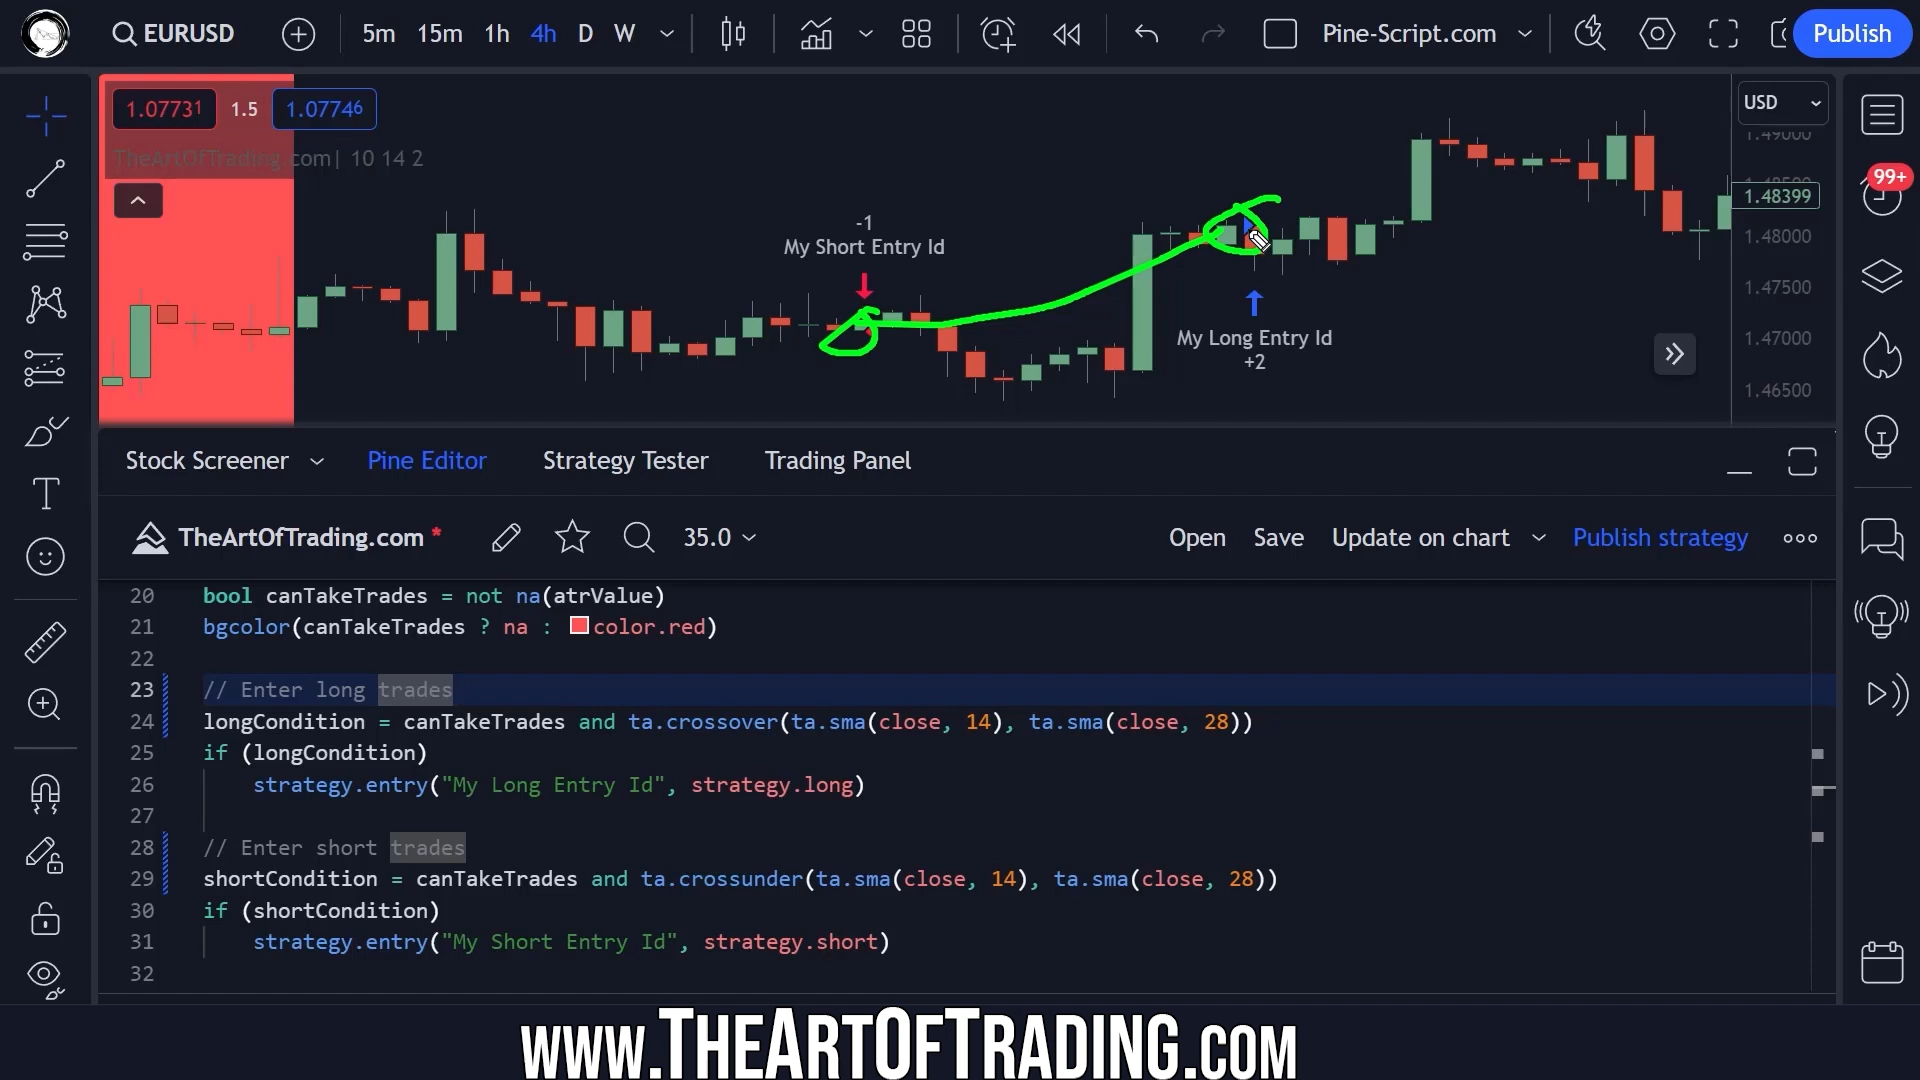 EURUSD 5m 15m 1h 4h D W Pine-Script.com Publish
1.07731 1.5 1.07746 USD
1.49000
TheArtOfTrading.com| 10 14 2
99+
1.48399
-1
My Short Entry Id
1.48000
1.47500
My Long Entry Id
+2
1.47000
1.46500
Stock Screener Pine Editor Strategy Tester Trading Panel
TheArtOfTrading.com * 35.0 Open Save Update on chart Publish strategy
20 bool canTakeTrades = not na(atrValue)
21 bgcolor(canTakeTrades ? na : color.red)
22
23 // Enter long trades
24 longCondition = canTakeTrades and ta.crossover(ta.sma(close, 14), ta.sma(close, 28))
25 if (longCondition)
26 strategy.entry("My Long Entry Id", strategy.long)
27
28 // Enter short trades
29 shortCondition = canTakeTrades and ta.crossunder(ta.sma(close, 14), ta.sma(close, 28))
30 if (shortCondition)
31 strategy.entry("My Short Entry Id", strategy.short)
32
www.TheArtOfTrading.com